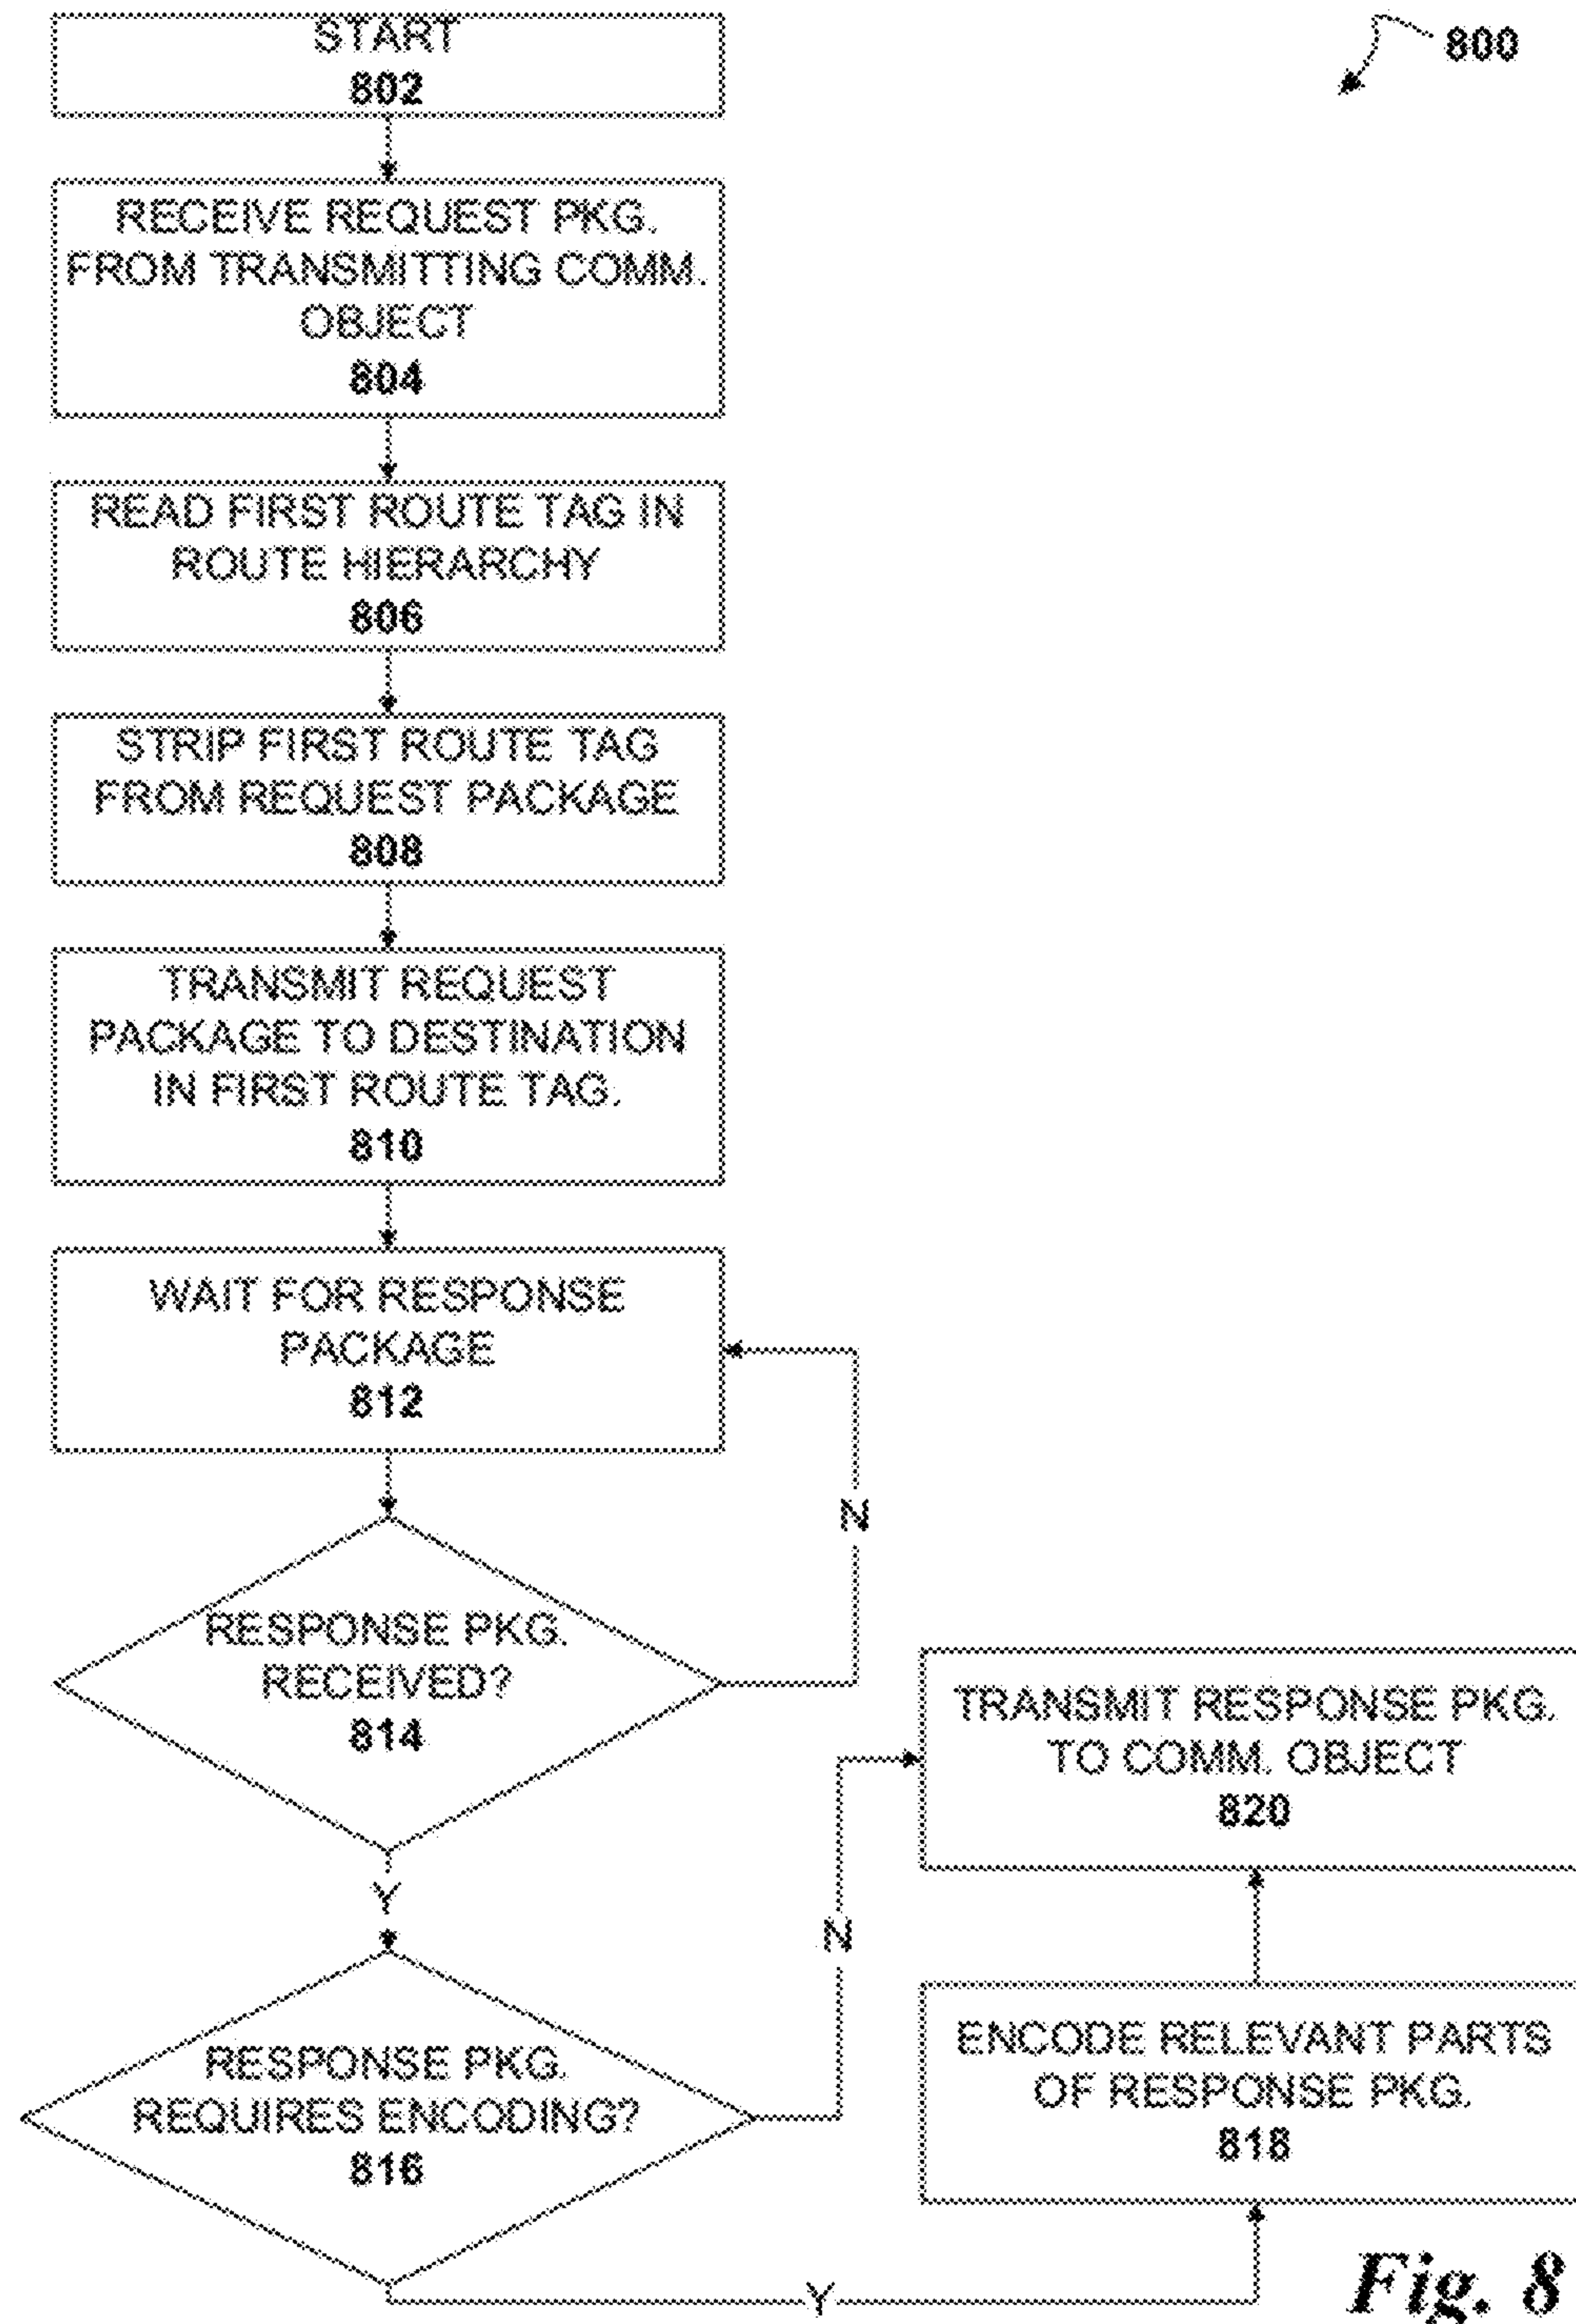 START
802
800
RECEIVE REQUEST PKG.
FROM TRANSMITTING COMM.
OBJECT
804
READ FIRST ROUTE TAG IN
ROUTE HIERARCHY
806
STRIP FIRST ROUTE TAG
FROM REQUEST PACKAGE
808
TRANSMIT REQUEST
PACKAGE TO DESTINATION
IN FIRST ROUTE TAG.
810
WAIT FOR RESPONSE
PACKAGE
812
N
RESPONSE PKG.
RECEIVED?
814
Y
TRANSMIT RESPONSE PKG.
TO COMM. OBJECT
820
N
RESPONSE PKG.
REQUIRES ENCODING?
816
ENCODE RELEVANT PARTS
OF RESPONSE PKG.
818
Y
Fig. 8